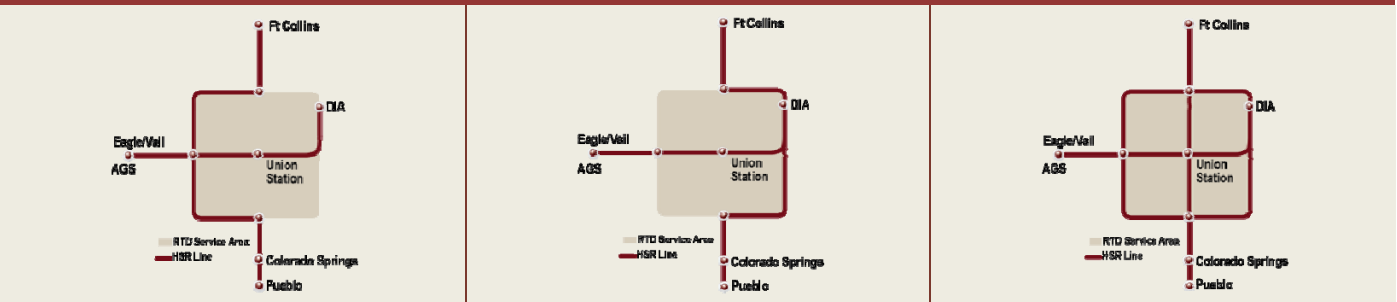 Ft Collins
DIA
Eagle/Vail
AGS
Union
Station
RTD Service Area
HSR Line
Colorado Springs
Pueblo
Ft Collins
DIA
Eagle/Vail
AGS
Union
Station
RTD Service Area
HSR Line
Colorado Springs
Pueblo
Ft Collins
DIA
Eagle/Vail
AGS
Union
Station
RTD Service Area
HSR Line
Colorado Springs
Pueblo